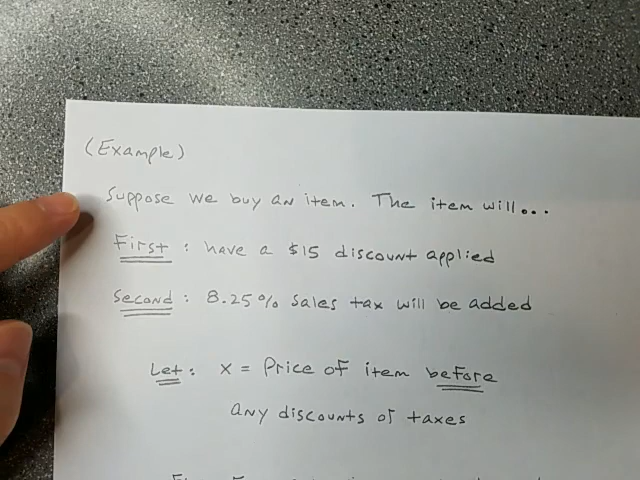 (Example)
Suppose we buy an item. The item will...
First: have a $15 discount applied
Second: 8.25% sales tax will be added
Let: x = Price of item before
any discounts or taxes